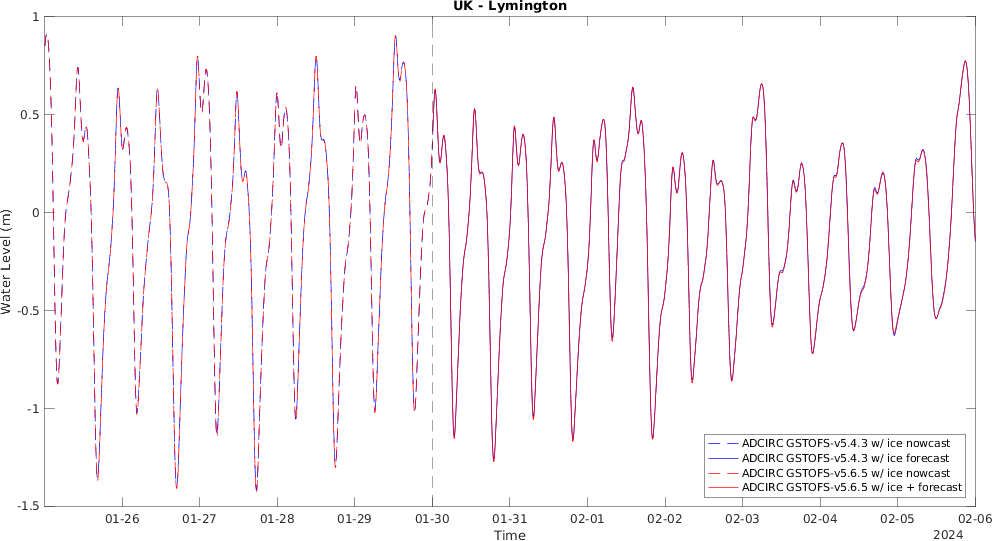 UK - Lymington
1
0.5
0
-0.5
-1
-1.5
Water Level (m)
01-26
01-27
01-28
01-29
01-30
01-31
02-01
02-02
02-03
02-04
02-05
02-06
Time
2024
ADCIRC GSTOFS-v5.4.3 w/ ice nowcast
ADCIRC GSTOFS-v5.4.3 w/ ice forecast
ADCIRC GSTOFS-v5.6.5 w/ ice nowcast
ADCIRC GSTOFS-v5.6.5 w/ ice + forecast